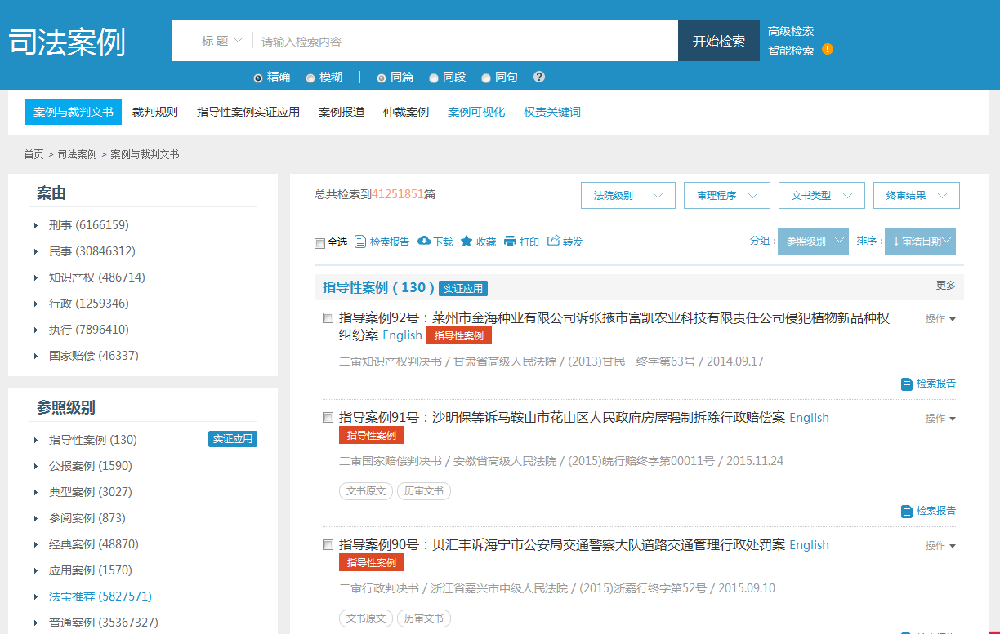 司法案例
标 题
请输入检索内容
开始检索
高级检索
智能检索
精确 模糊 | 同篇 同段 同句
案例与裁判文书 裁判规则 指导性案例实证应用 案例报道 仲裁案例 案例可视化 权责关键词
首页 > 司法案例 > 案例与裁判文书
案由
刑事 (6166159)
民事 (30846312)
知识产权 (486714)
行政 (1259346)
执行 (7896410)
国家赔偿 (46337)
参照级别
指导性案例 (130) 实证应用
公报案例 (1590)
典型案例 (3027)
参阅案例 (873)
经典案例 (48870)
应用案例 (1570)
法宝推荐 (5827571)
普通案例 (35367327)
总共检索到41251851篇
法院级别 审理程序 文书类型 终审结果
全选 检索报告 下载 收藏 打印 转发
分组： 参照级别 排序： ↓审结日期
指导性案例（130） 实证应用 更多
指导案例92号：莱州市金海种业有限公司诉张掖市富凯农业科技有限责任公司侵犯植物新品种权 操作
纠纷案 English 指导性案例
二审知识产权判决书 / 甘肃省高级人民法院 / (2013)甘民三终字第63号 / 2014.09.17
检索报告
指导案例91号：沙明保等诉马鞍山市花山区人民政府房屋强制拆除行政赔偿案 English 操作
指导性案例
二审国家赔偿判决书 / 安徽省高级人民法院 / (2015)皖行赔终字第00011号 / 2015.11.24
文书原文 历审文书
检索报告
指导案例90号：贝汇丰诉海宁市公安局交通警察大队道路交通管理行政处罚案 English 操作
指导性案例
二审行政判决书 / 浙江省嘉兴市中级人民法院 / (2015)浙嘉行终字第52号 / 2015.09.10
文书原文 历审文书